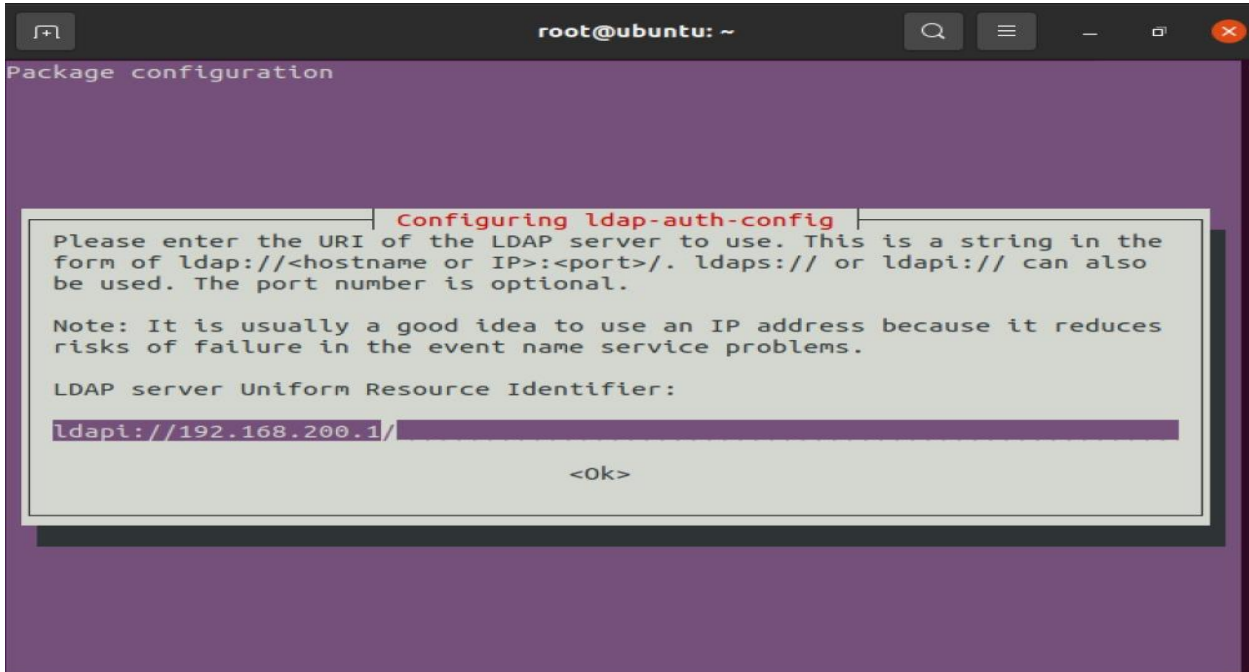 root@ubuntu: ~
Package configuration
Configuring ldap-auth-config
Please enter the URI of the LDAP server to use. This is a string in the
form of ldap://<hostname or IP>:<port>/. ldaps:// or ldapi:// can also
be used. The port number is optional.
Note: It is usually a good idea to use an IP address because it reduces
risks of failure in the event name service problems.
LDAP server Uniform Resource Identifier:
ldapi://192.168.200.1/
<Ok>